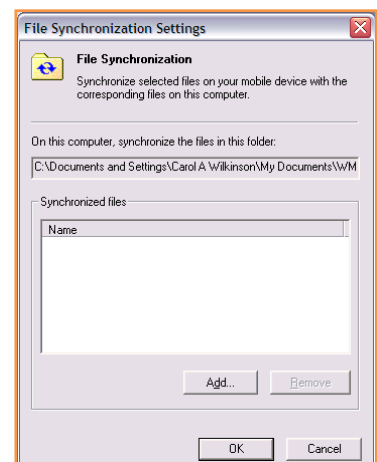 File Synchronization Settings
File Synchronization
Synchronize selected files on your mobile device with the
corresponding files on this computer.
On this computer, synchronize the files in this folder:
C:\Documents and Settings\Carol A Wilkinson\My Documents\WM
Synchronized files
Name
Add...
Remove
OK
Cancel